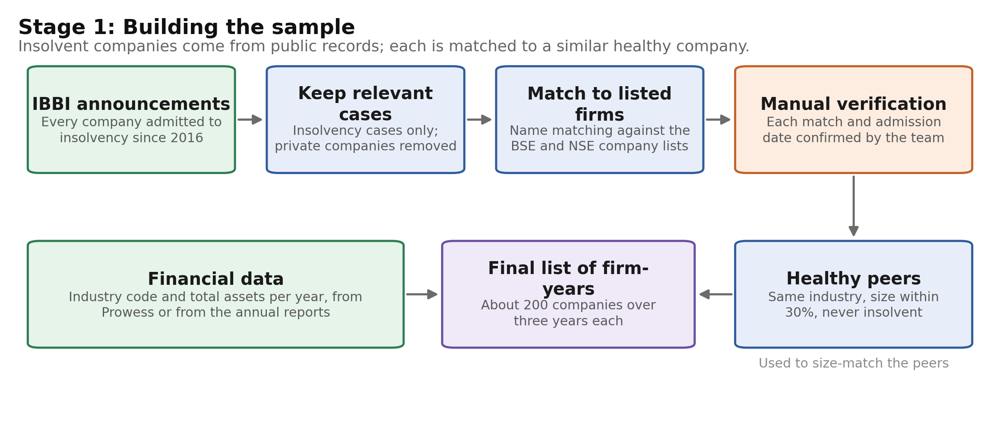 Stage 1: Building the sample
Insolvent companies come from public records; each is matched to a similar healthy company.
IBBI announcements
Every company admitted to
insolvency since 2016
Keep relevant
cases
Insolvency cases only;
private companies removed
Match to listed
firms
Name matching against the
BSE and NSE company lists
Manual verification
Each match and admission
date confirmed by the team
Financial data
Industry code and total assets per year, from
Prowess or from the annual reports
Final list of firm-
years
About 200 companies over
three years each
Healthy peers
Same industry, size within
30%, never insolvent
Used to size-match the peers